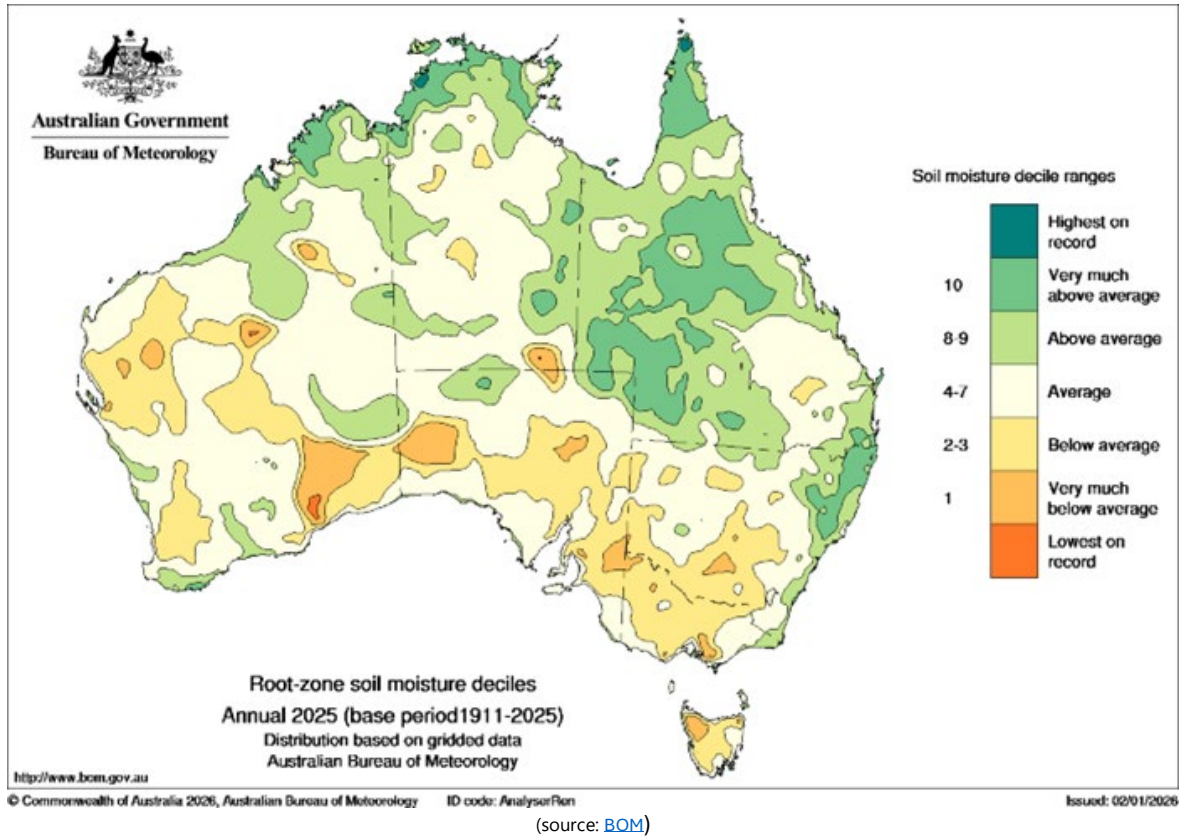 Australian Government
Bureau of Meteorology
Soil moisture decile ranges
Highest on
record
10
Very much
above average
8-9
Above average
4-7
Average
2-3
Below average
1
Very much
below average
Lowest on
record
Root-zone soil moisture deciles
Annual 2025 (base period1911-2025)
Distribution based on gridded data
Australian Bureau of Meteorology
http://www.bom.gov.au
© Commonwealth of Australia 2026, Australian Bureau of Meteorology ID code: AnalyserRen Issued: 02/01/2026
(source: BOM)